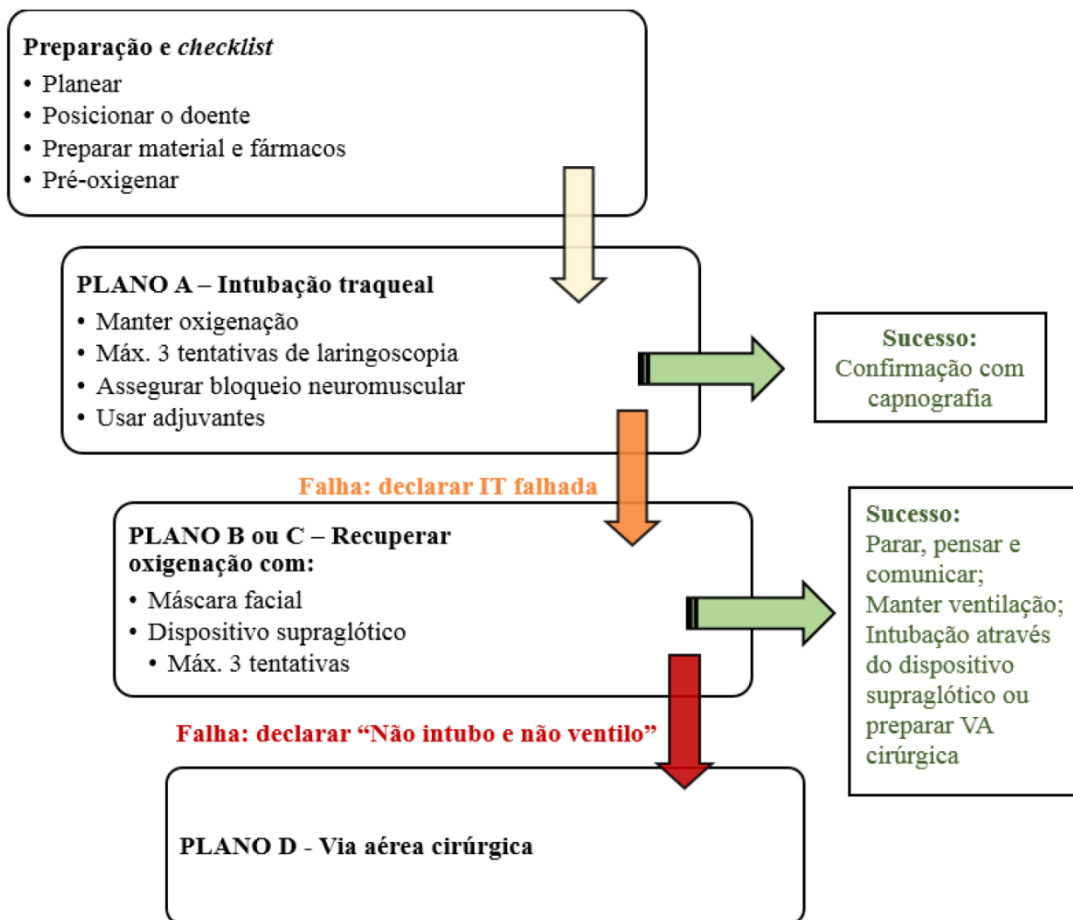 Preparação e checklist
• Planear
• Posicionar o doente
• Preparar material e fármacos
• Pré-oxigenar
PLANO A – Intubação traqueal
• Manter oxigenação
• Máx. 3 tentativas de laringoscopia
• Assegurar bloqueio neuromuscular
• Usar adjuvantes
Sucesso:
Confirmação com
capnografia
Falha: declarar IT falhada
PLANO B ou C – Recuperar
oxigenação com:
• Máscara facial
• Dispositivo supraglótico
• Máx. 3 tentativas
Sucesso:
Parar, pensar e
comunicar;
Manter ventilação;
Intubação através
do dispositivo
supraglótico ou
preparar VA
cirúrgica
Falha: declarar “Não intubo e não ventilo”
PLANO D - Via aérea cirúrgica